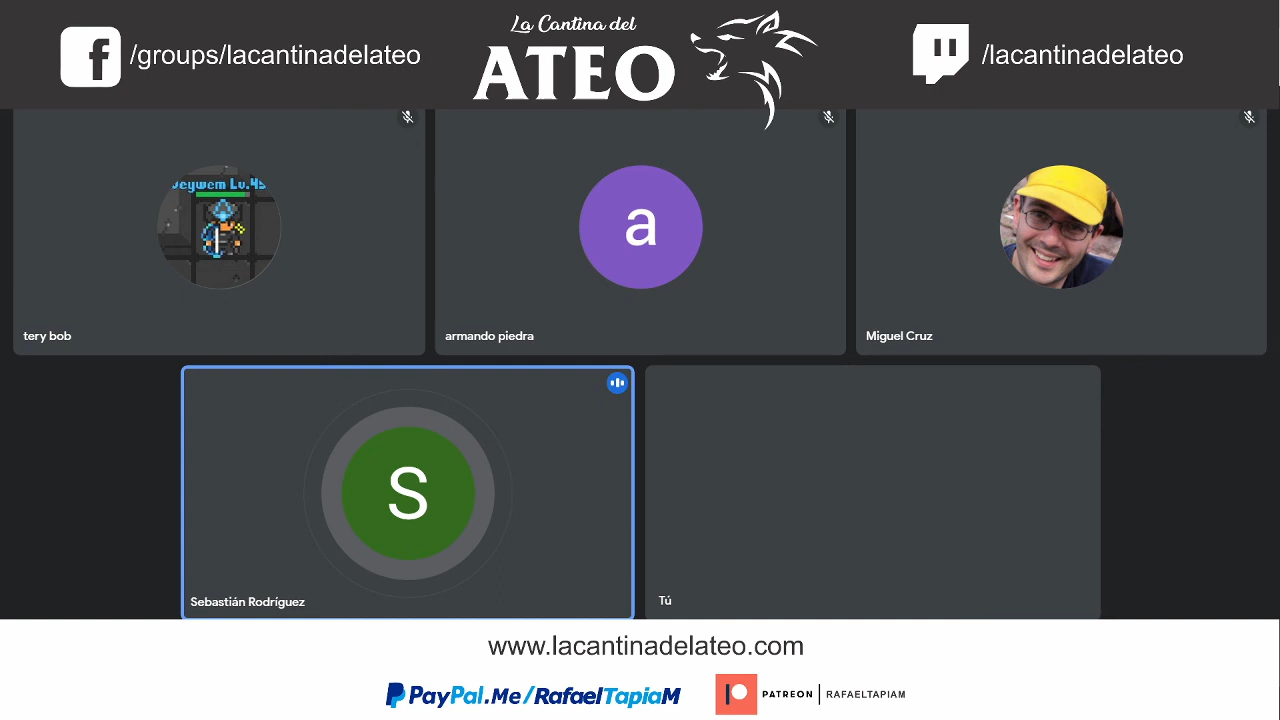 /groups/lacantinadelateo
La Cantina del
ATEO
/lacantinadelateo
a
tery bob
armando piedra
Miguel Cruz
S
Sebastián Rodríguez
Tú
www.lacantinadelateo.com
PayPal.Me/RafaelTapiaM
PATREON | RAFAELTAPIAM